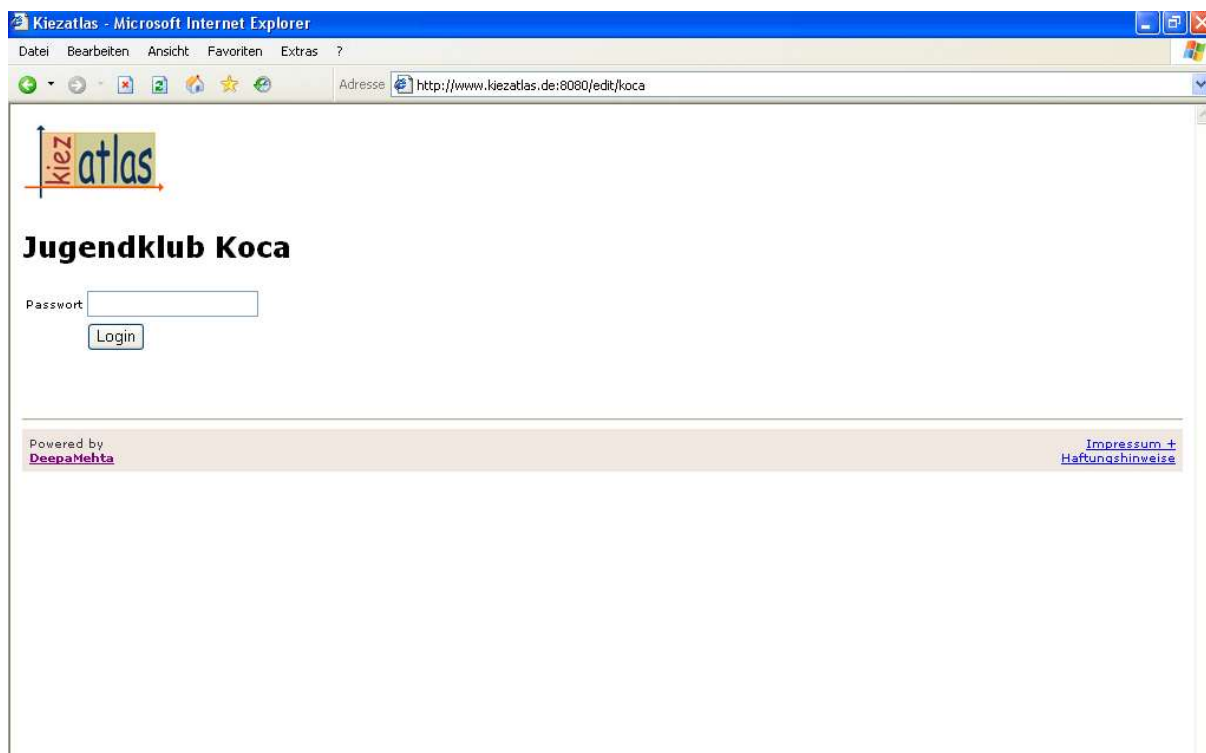 Kiezatlas - Microsoft Internet Explorer
Datei Bearbeiten Ansicht Favoriten Extras ?
Adresse http://www.kiezatlas.de:8080/edit/koca
kiez atlas
Jugendklub Koca
Passwort
Login
Powered by
DeepaMehta
Impressum +
Haftungshinweise